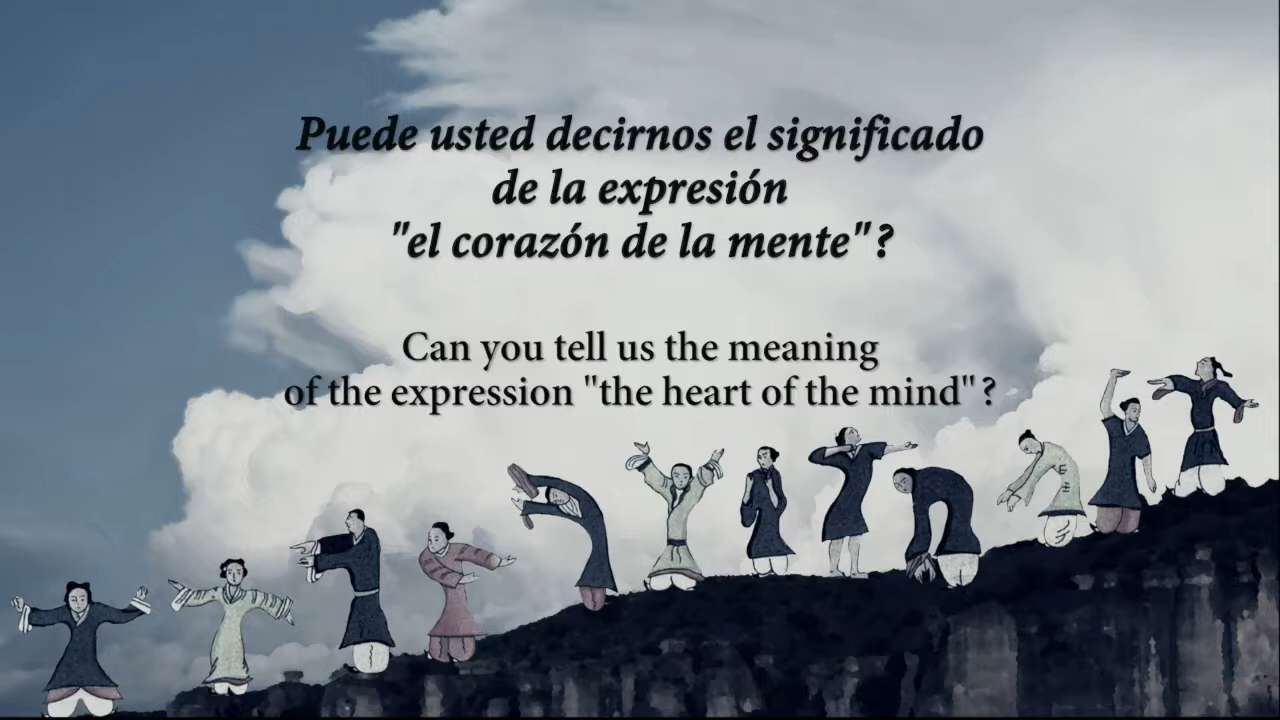 Puede usted decirnos el significado
de la expresión
"el corazón de la mente"?
Can you tell us the meaning
of the expression "the heart of the mind"?